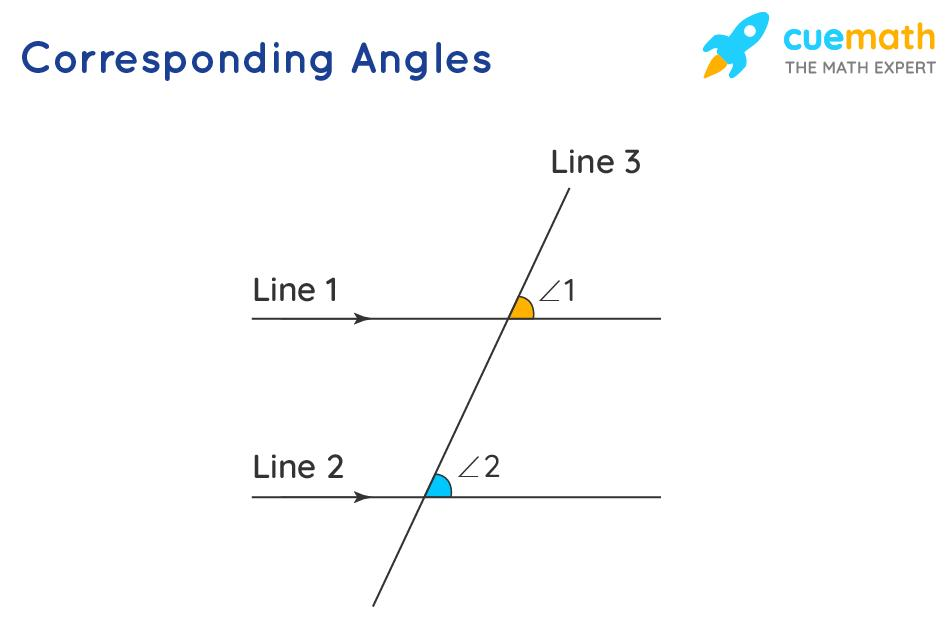 Corresponding Angles
cuemath
THE MATH EXPERT
Line 3
Line 1
∠1
Line 2
∠2